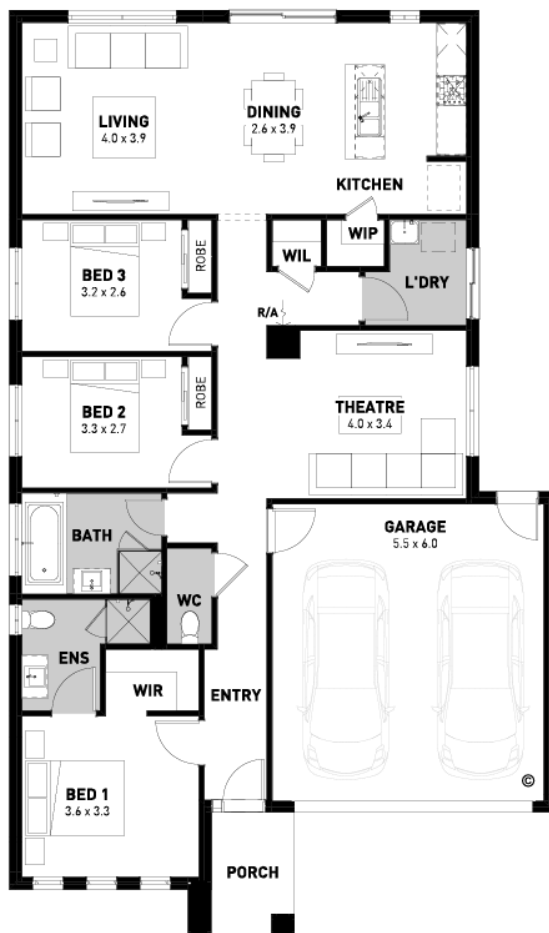 LIVING
4.0 x 3.9
DINING
2.6 x 3.9
KITCHEN
BED 3
3.2 x 2.6
ROBE
WIL
WIP
L'DRY
R/A
BED 2
3.3 x 2.7
ROBE
THEATRE
4.0 x 3.4
BATH
GARAGE
5.5 x 6.0
WC
ENS
WIR
ENTRY
BED 1
3.6 x 3.3
©
PORCH